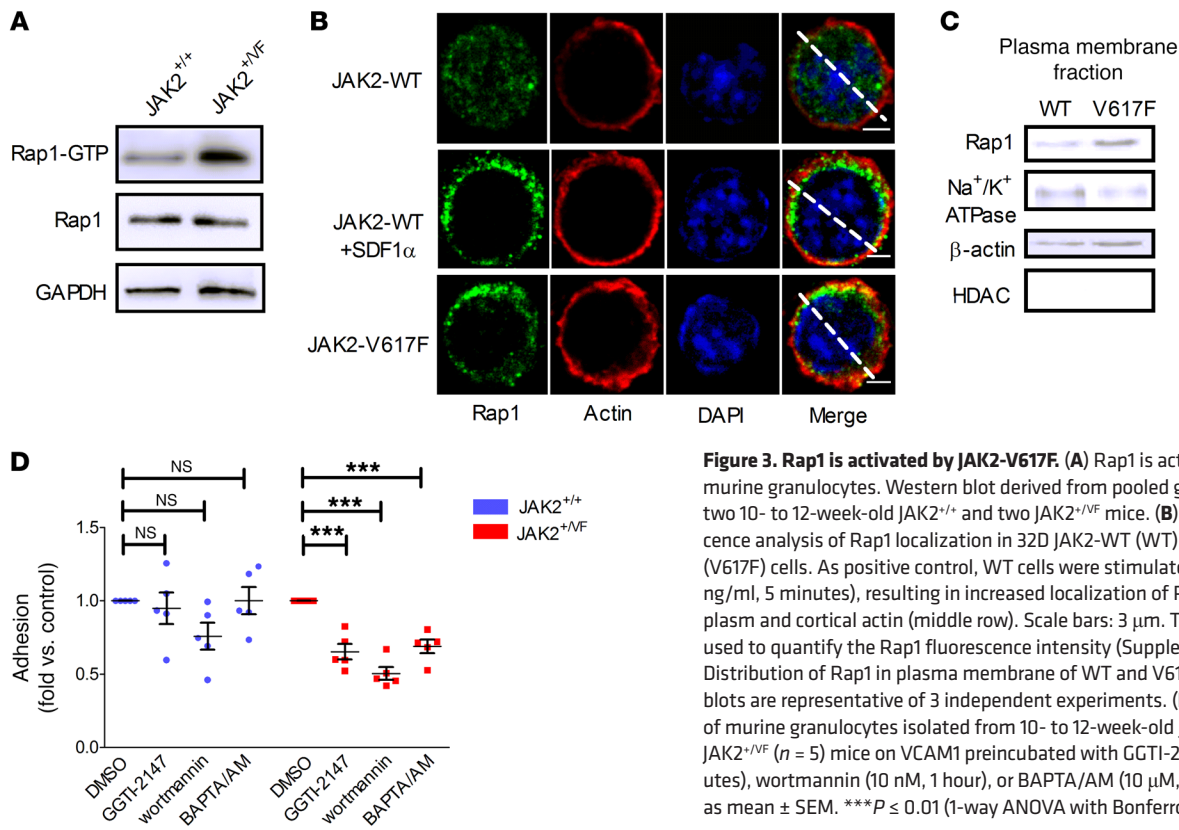 A
JAK2+/+
JAK2+/VF
Rap1-GTP
Rap1
GAPDH
B
JAK2-WT
JAK2-WT
+SDF1α
JAK2-V617F
Rap1
Actin
DAPI
Merge
C
Plasma membrane
fraction
WT V617F
Rap1
Na+/K+
ATPase
β-actin
HDAC
D
NS
NS
NS
***
***
***
JAK2+/+
JAK2+/VF
Adhesion
(fold vs. control)
1.5
1.0
0.5
0.0
DMSO
GGTI-2147
wortmannin
BAPTA/AM
DMSO
GGTI-2147
wortmannin
BAPTA/AM
Figure 3. Rap1 is activated by JAK2-V617F. (A) Rap1 is
murine granulocytes. Western blot derived from pooled
two 10- to 12-week-old JAK2+/+ and two JAK2+/VF mice. (B)
analysis of Rap1 localization in 32D JAK2-WT (WT)
(V617F) cells. As positive control, WT cells were
ng/ml, 5 minutes), resulting in increased localization of
plasm and cortical actin (middle row). Scale bars: 3 μm.
used to quantify the Rap1 fluorescence intensity
Distribution of Rap1 in plasma membrane of WT and
blots are representative of 3 independent experiments.
of murine granulocytes isolated from 10- to 12-week-old
JAK2+/VF (n = 5) mice on VCAM1 preincubated with
utes), wortmannin (10 nM, 1 hour), or BAPTA/AM (10 μM,
as mean ± SEM. ***P ≤ 0.01 (1-way ANOVA with